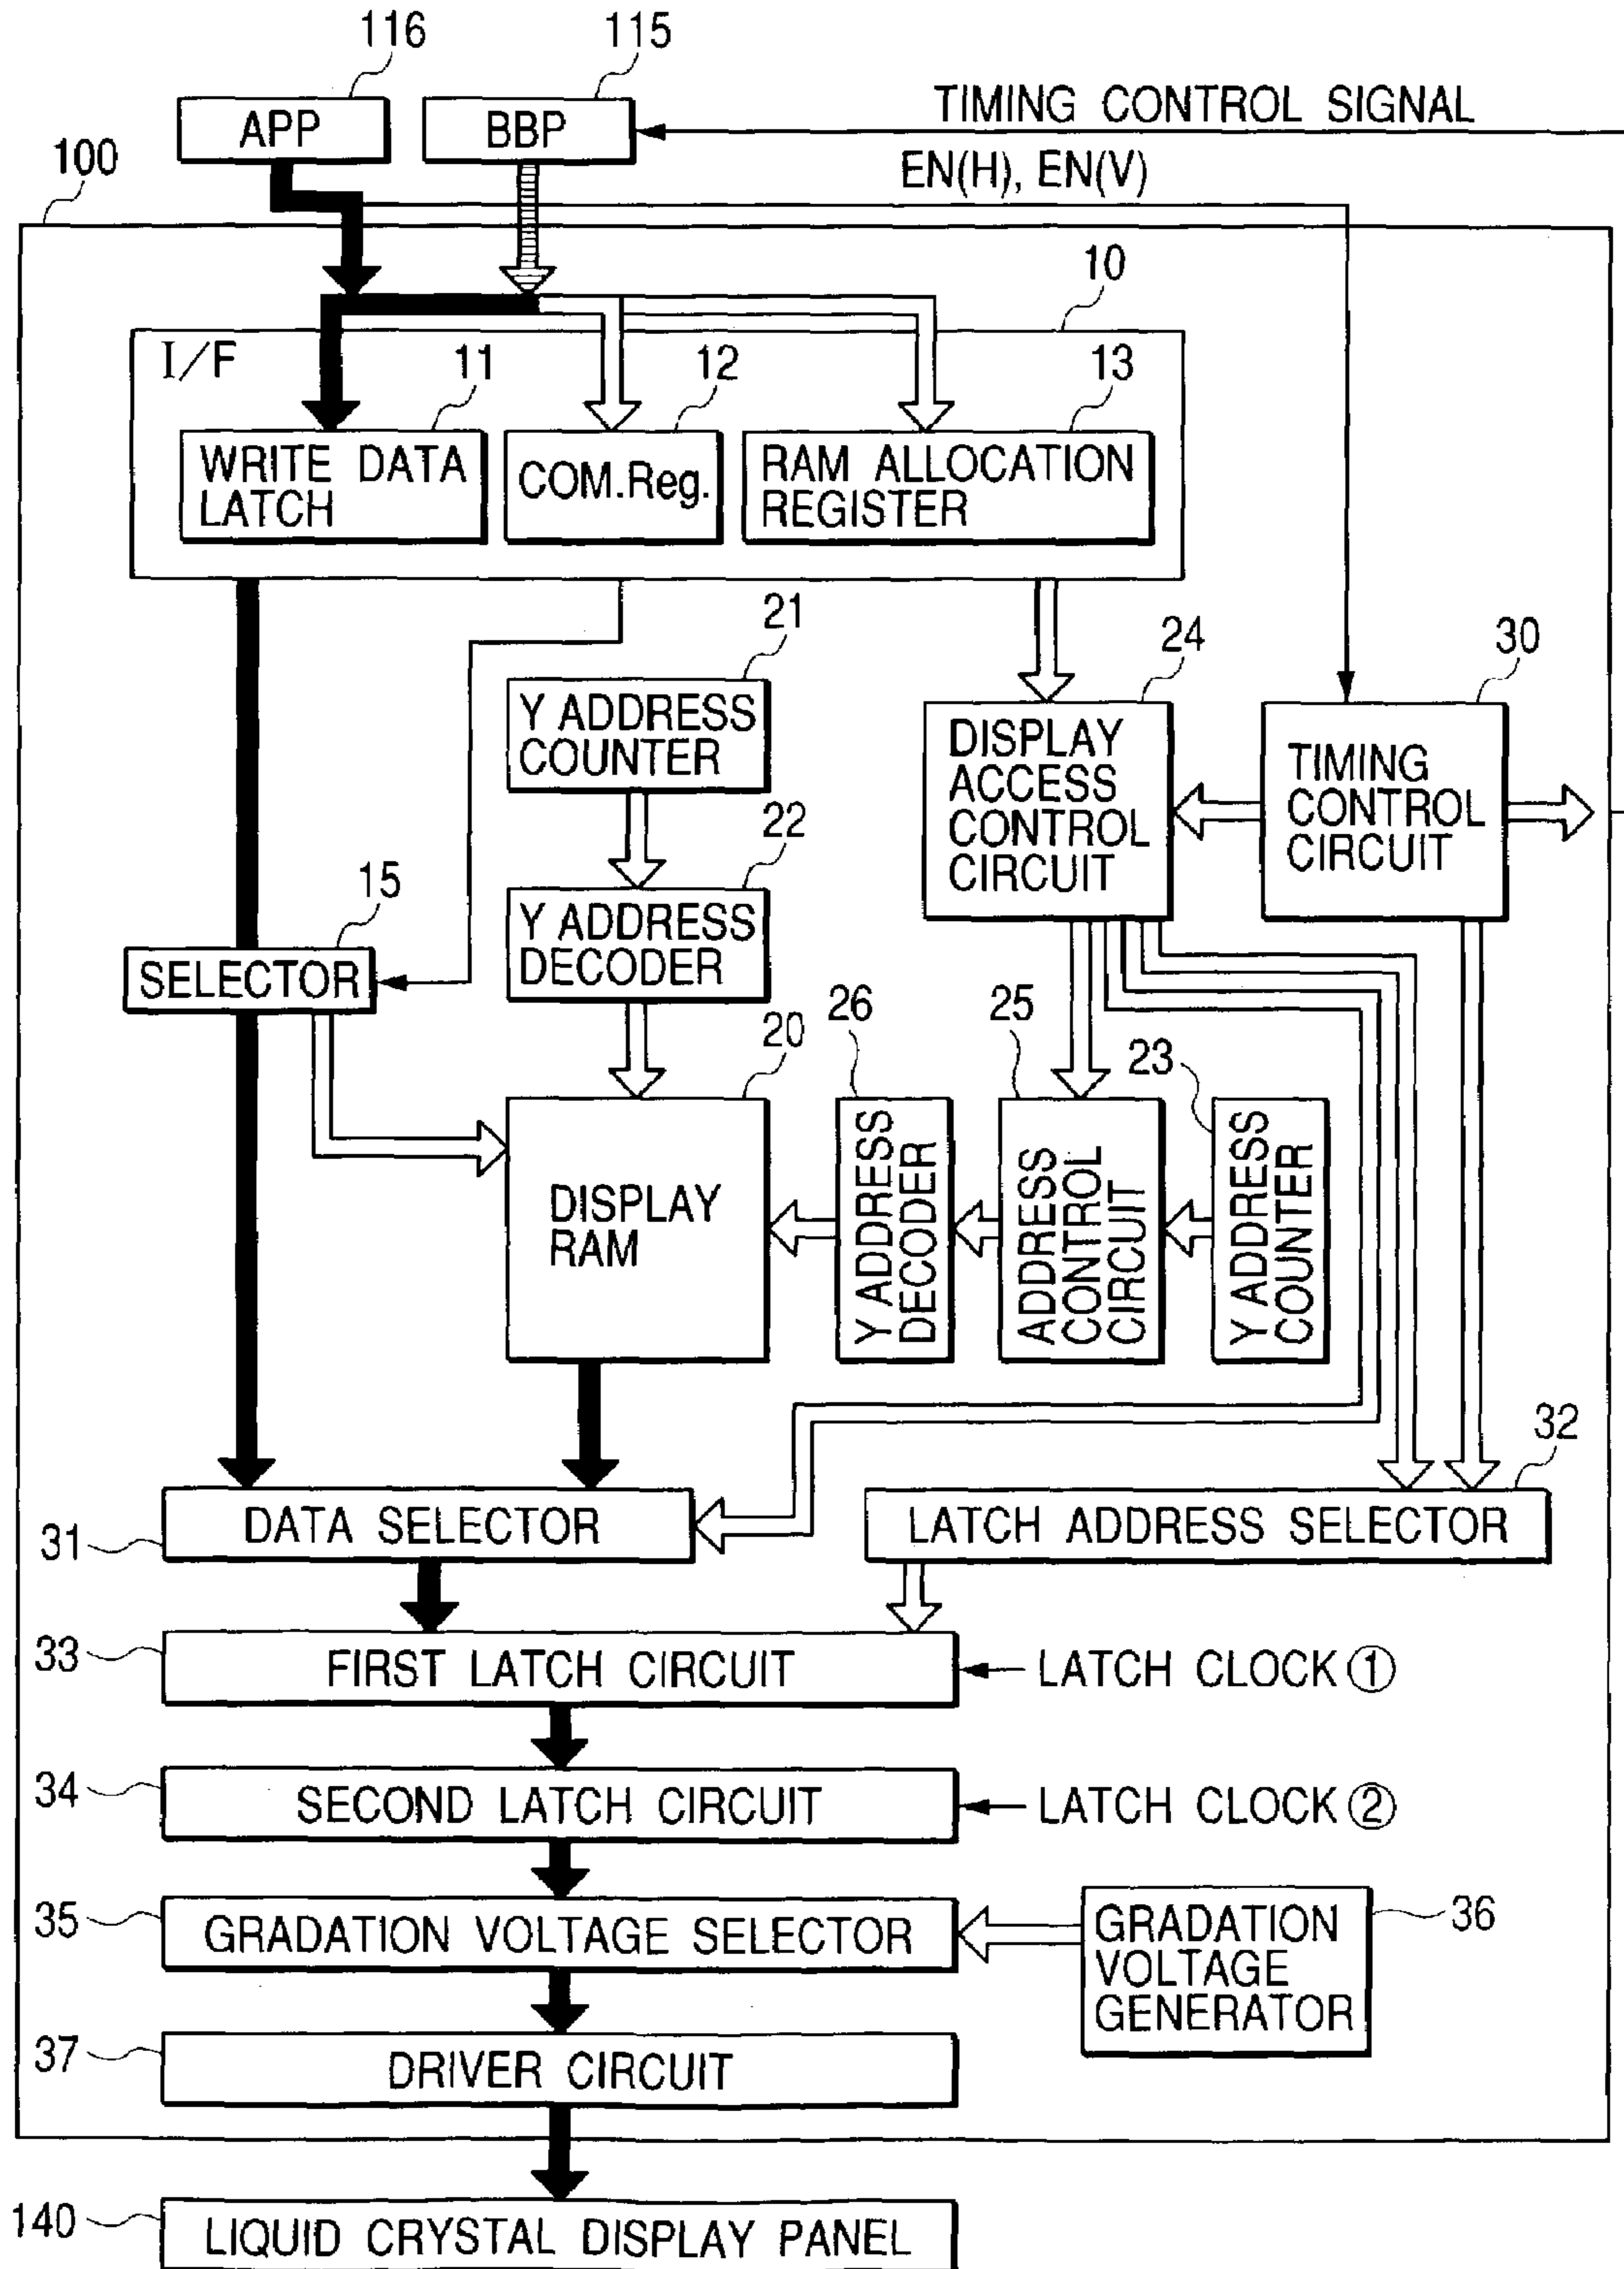 116
115
APP
BBP
TIMING CONTROL SIGNAL
EN(H), EN(V)
100
10
I/F
11
12
13
WRITE DATA
LATCH
COM.Reg.
RAM ALLOCATION
REGISTER
21
24
30
Y ADDRESS
COUNTER
DISPLAY
ACCESS
CONTROL
CIRCUIT
TIMING
CONTROL
CIRCUIT
22
15
Y ADDRESS
DECODER
SELECTOR
20
26
25
23
DISPLAY
RAM
Y ADDRESS
DECODER
ADDRESS
CONTROL
CIRCUIT
Y ADDRESS
COUNTER
32
31
DATA SELECTOR
LATCH ADDRESS SELECTOR
33
FIRST LATCH CIRCUIT
LATCH CLOCK ①
34
SECOND LATCH CIRCUIT
LATCH CLOCK ②
35
GRADATION VOLTAGE SELECTOR
GRADATION
VOLTAGE
GENERATOR
36
37
DRIVER CIRCUIT
140
LIQUID CRYSTAL DISPLAY PANEL